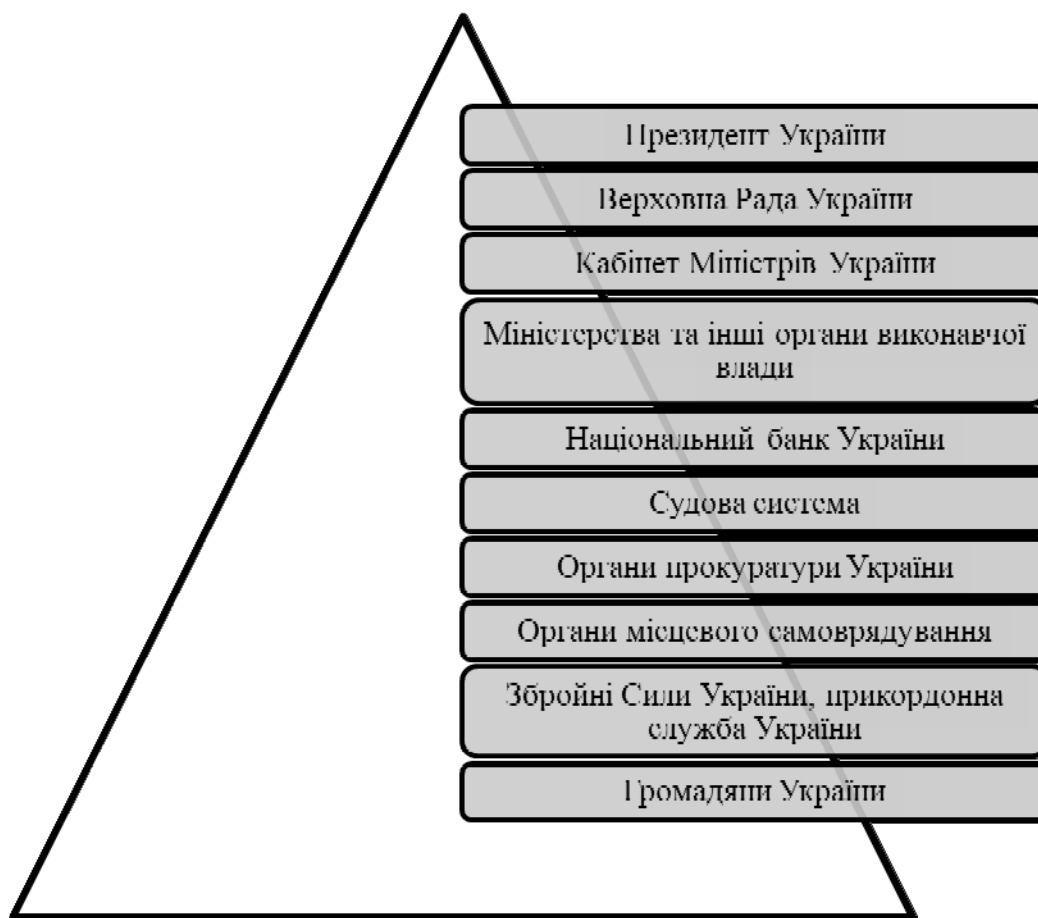 Президент України
Верховна Рада України
Кабінет Міністрів України
Міністерства та інші органи виконавчої
влади
Національний банк України
Судова система
Органи прокуратури України
Органи місцевого самоврядування
Збройні Сили України, прикордонна
служба України
Громадяни України